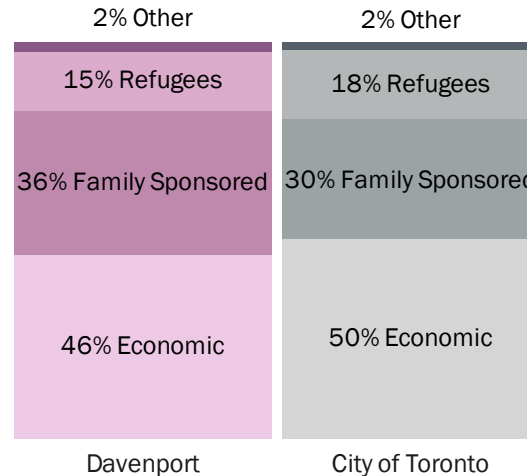 2% Other
15% Refugees
36% Family Sponsored
46% Economic
Davenport
2% Other
18% Refugees
30% Family Sponsored
50% Economic
City of Toronto